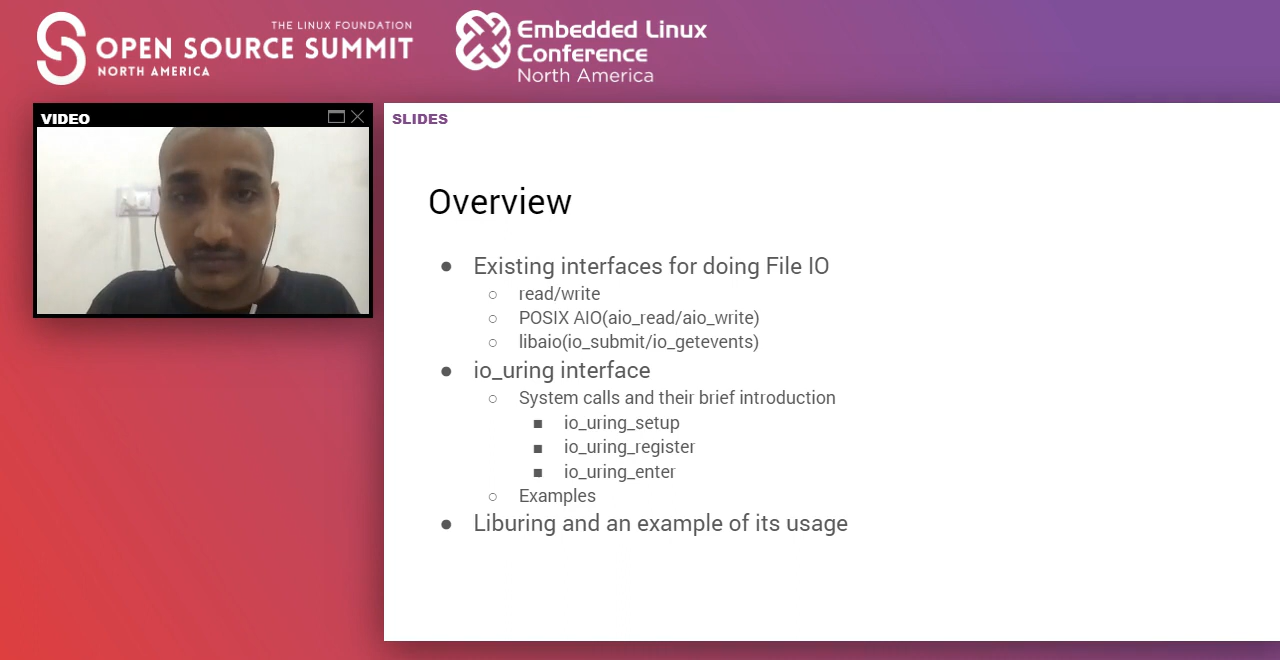 THE LINUX FOUNDATION
OPEN SOURCE SUMMIT
NORTH AMERICA
Embedded Linux
Conference
North America
VIDEO
SLIDES
Overview
● Existing interfaces for doing File IO
○ read/write
○ POSIX AIO(aio_read/aio_write)
○ libaio(io_submit/io_getevents)
● io_uring interface
○ System calls and their brief introduction
■ io_uring_setup
■ io_uring_register
■ io_uring_enter
○ Examples
● Liburing and an example of its usage